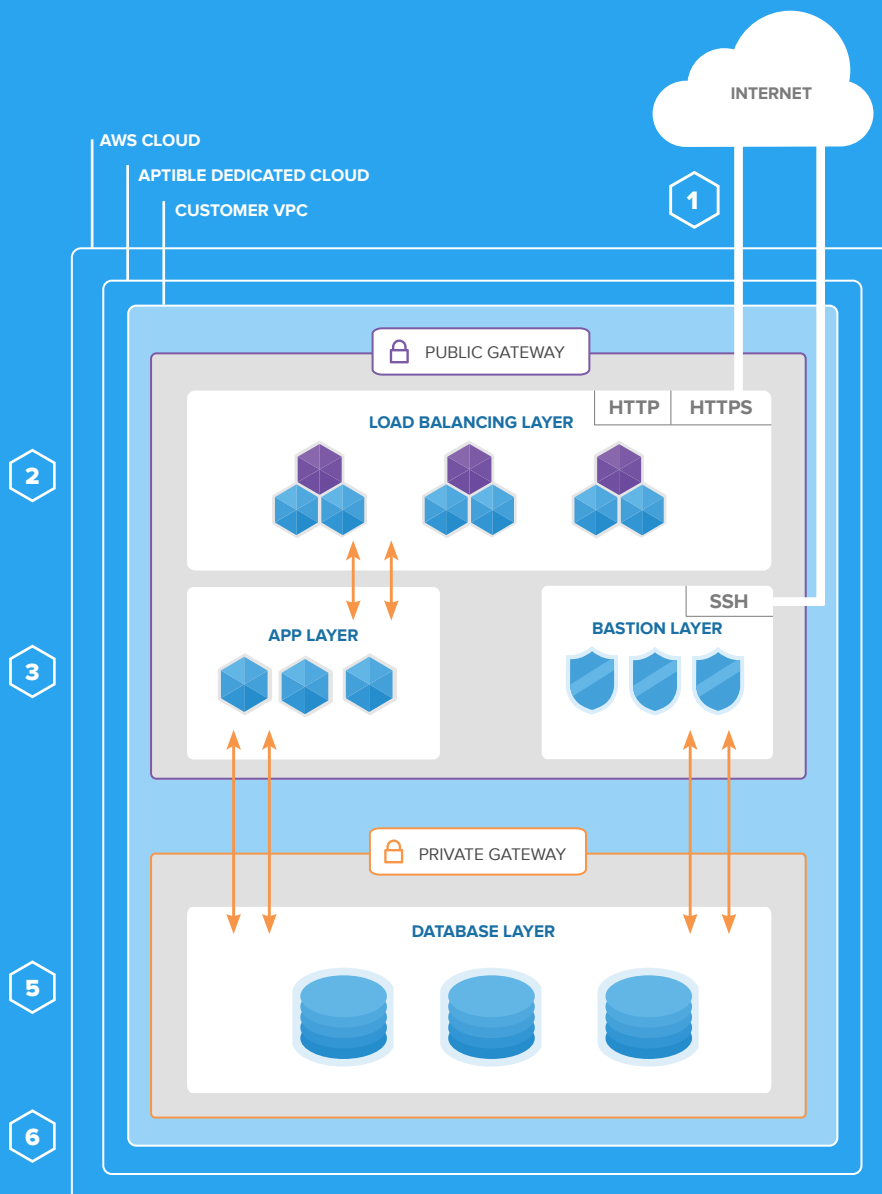 INTERNET
AWS CLOUD
APTIBLE DEDICATED CLOUD
1
CUSTOMER VPC
PUBLIC GATEWAY
HTTP HTTPS
LOAD BALANCING LAYER
2
SSH
APP LAYER
BASTION LAYER
3
PRIVATE GATEWAY
DATABASE LAYER
5
6